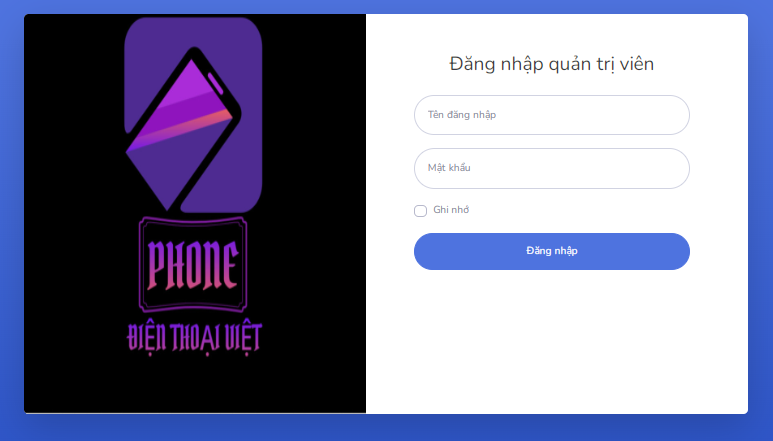 PHONE
ĐIỆN THOẠI VIỆT
Đăng nhập quản trị viên
Tên đăng nhập
Mật khẩu
Ghi nhớ
Đăng nhập